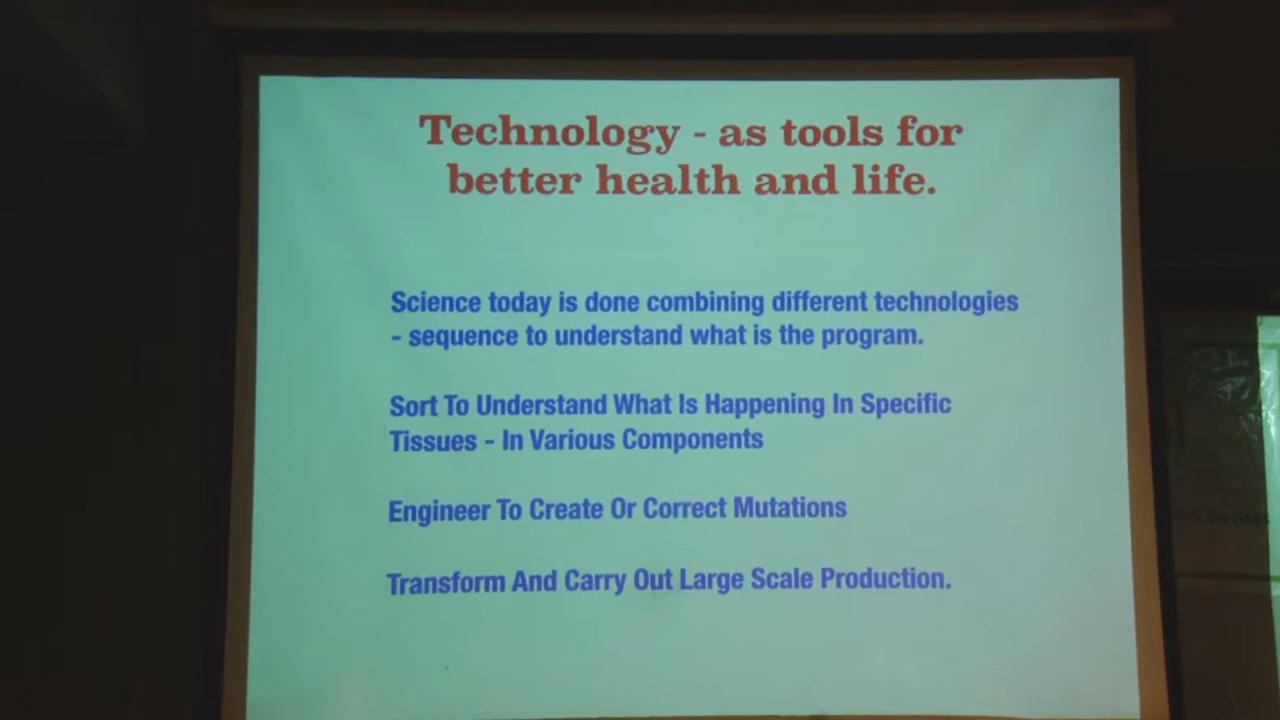 Technology - as tools for
better health and life.
Science today is done combining different technologies
- sequence to understand what is the program.
Sort To Understand What Is Happening In Specific
Tissues - In Various Components
Engineer To Create Or Correct Mutations
Transform And Carry Out Large Scale Production.